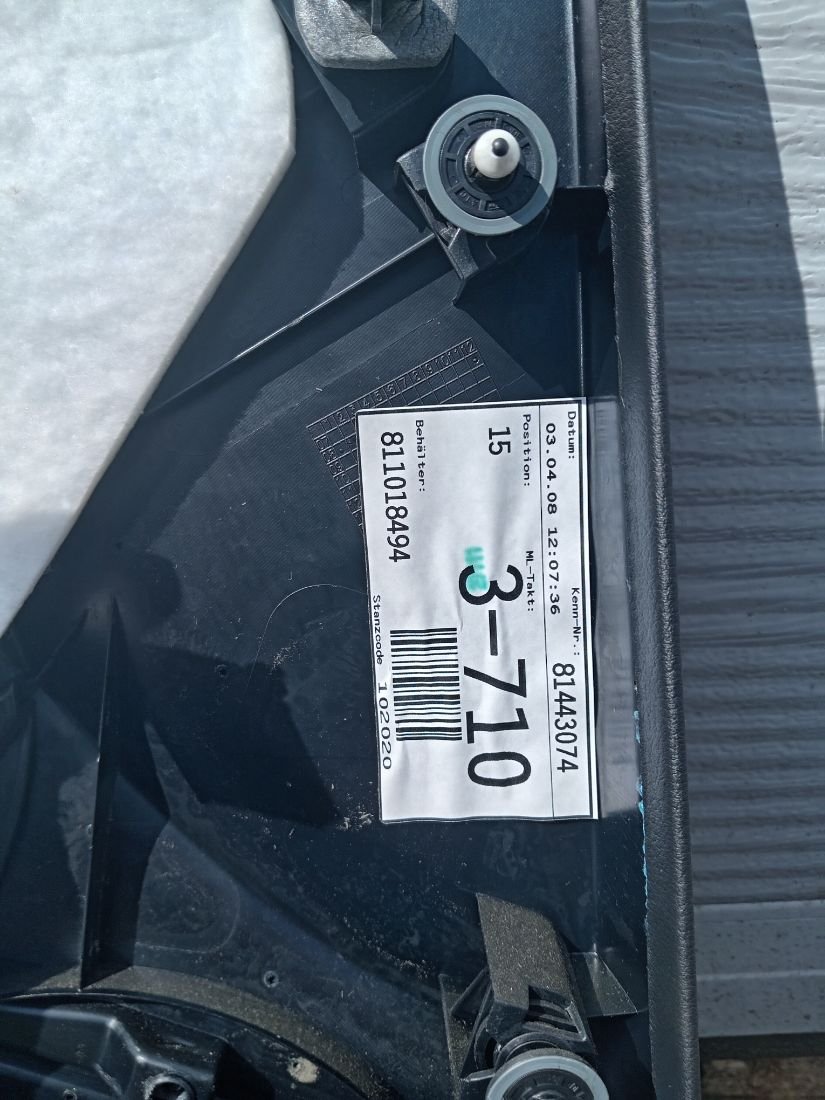 Datum:
03.04.08 12:07:36
Kenn-Nr.:
81443074
Position:
15
ML-Takt:
3-710
Behälter:
811018494
Stanzcode 102020